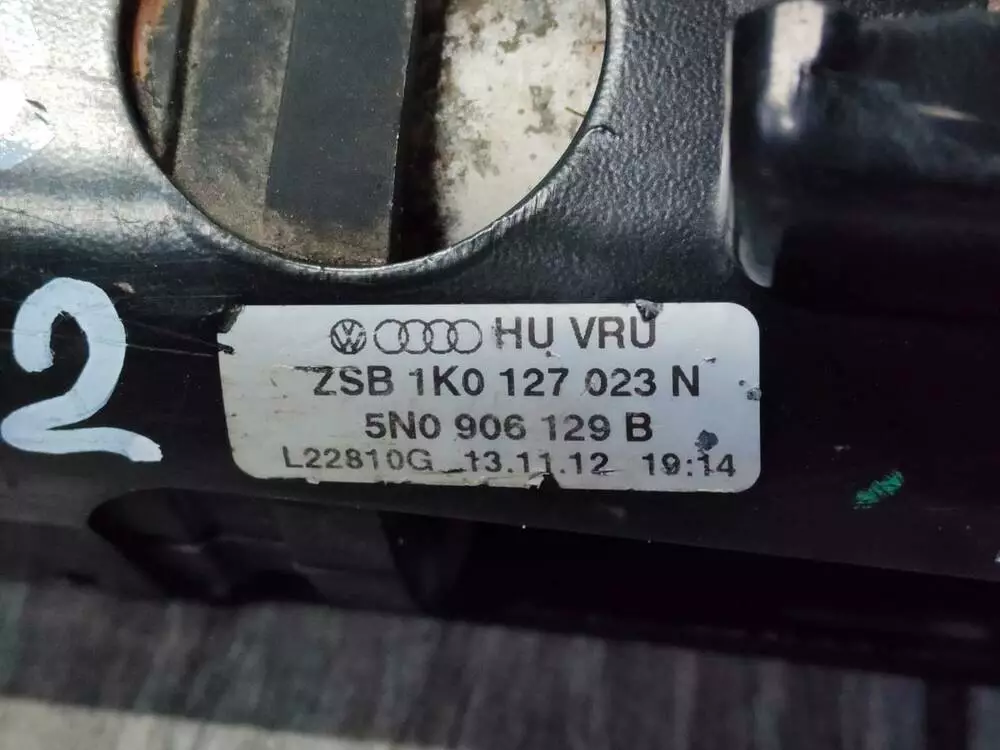 HU VRU
ZSB 1K0 127 023 N
5N0 906 129 B
L22810G 13.11.12 19:14
2